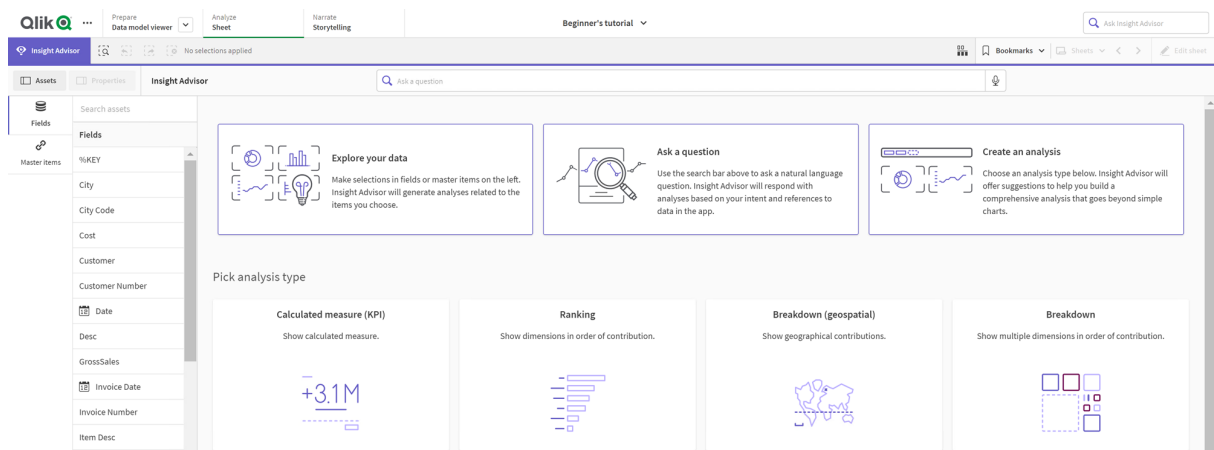 Qlik
Prepare
Data model viewer
Analyze
Sheet
Narrate
Storytelling
Beginner's tutorial
Ask Insight Advisor
Insight Advisor
No selections applied
Bookmarks
Sheets
Edit sheet
Assets
Properties
Insight Advisor
Ask a question
Fields
Master items
Search assets
Fields
%KEY
City
City Code
Cost
Customer
Customer Number
Date
Desc
GrossSales
Invoice Date
Invoice Number
Item Desc
Explore your data
Make selections in fields or master items on the left.
Insight Advisor will generate analyses related to the
items you choose.
Ask a question
Use the search bar above to ask a natural language
question. Insight Advisor will respond with
analyses based on your intent and references to
data in the app.
Create an analysis
Choose an analysis type below. Insight Advisor will
offer suggestions to help you build a
comprehensive analysis that goes beyond simple
charts.
Pick analysis type
Calculated measure (KPI)
Show calculated measure.
+3.1M
Ranking
Show dimensions in order of contribution.
Breakdown (geospatial)
Show geographical contributions.
Breakdown
Show multiple dimensions in order of contribution.